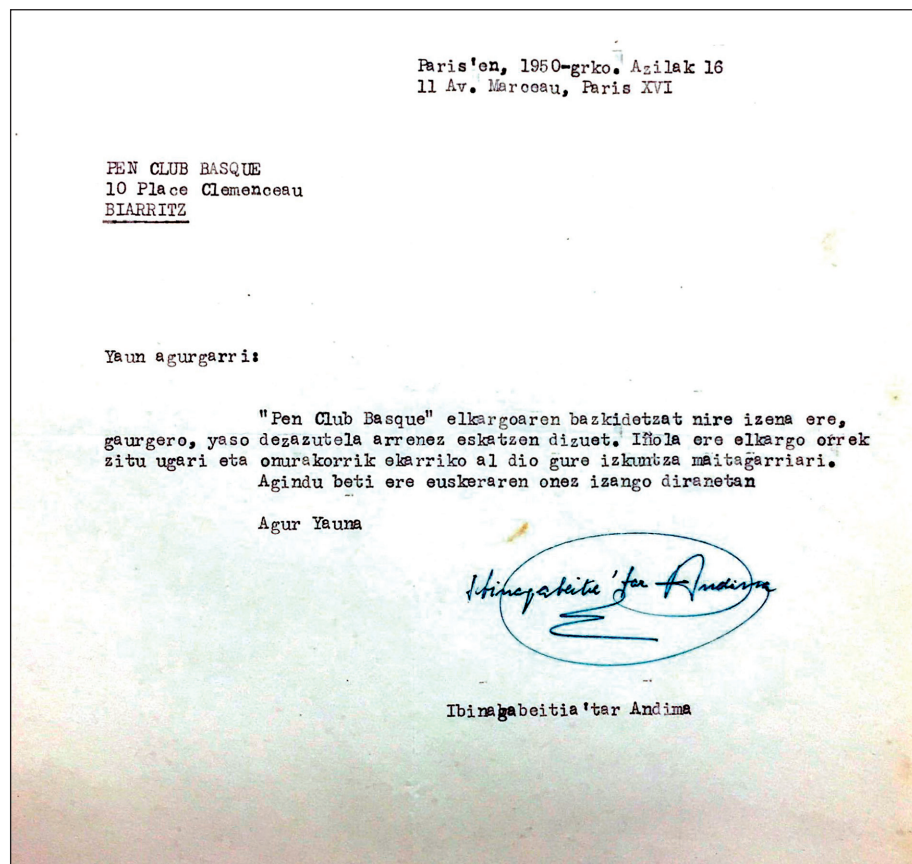 Paris'en, 1950-grko. Azilak 16
11 Av. Marceau, Paris XVI
PEN CLUB BASQUE
10 Place Clemenceau
BIARRITZ
Yaun agurgarri:
"Pen Club Basque" elkargoaren bazkidetzat nire izena ere,
gaurgero, yaso dezazutela arrenez eskatzen dizuet. Iñola ere elkargo orrek
zitu ugari eta onurakorrik ekarriko al dio gure izkuntza maitagarriari.
Agindu beti ere euskeraren onez izango diranetan
Agur Yauna
Ibinagabeitia'tar Andima
Ibinagabeitia'tar Andima